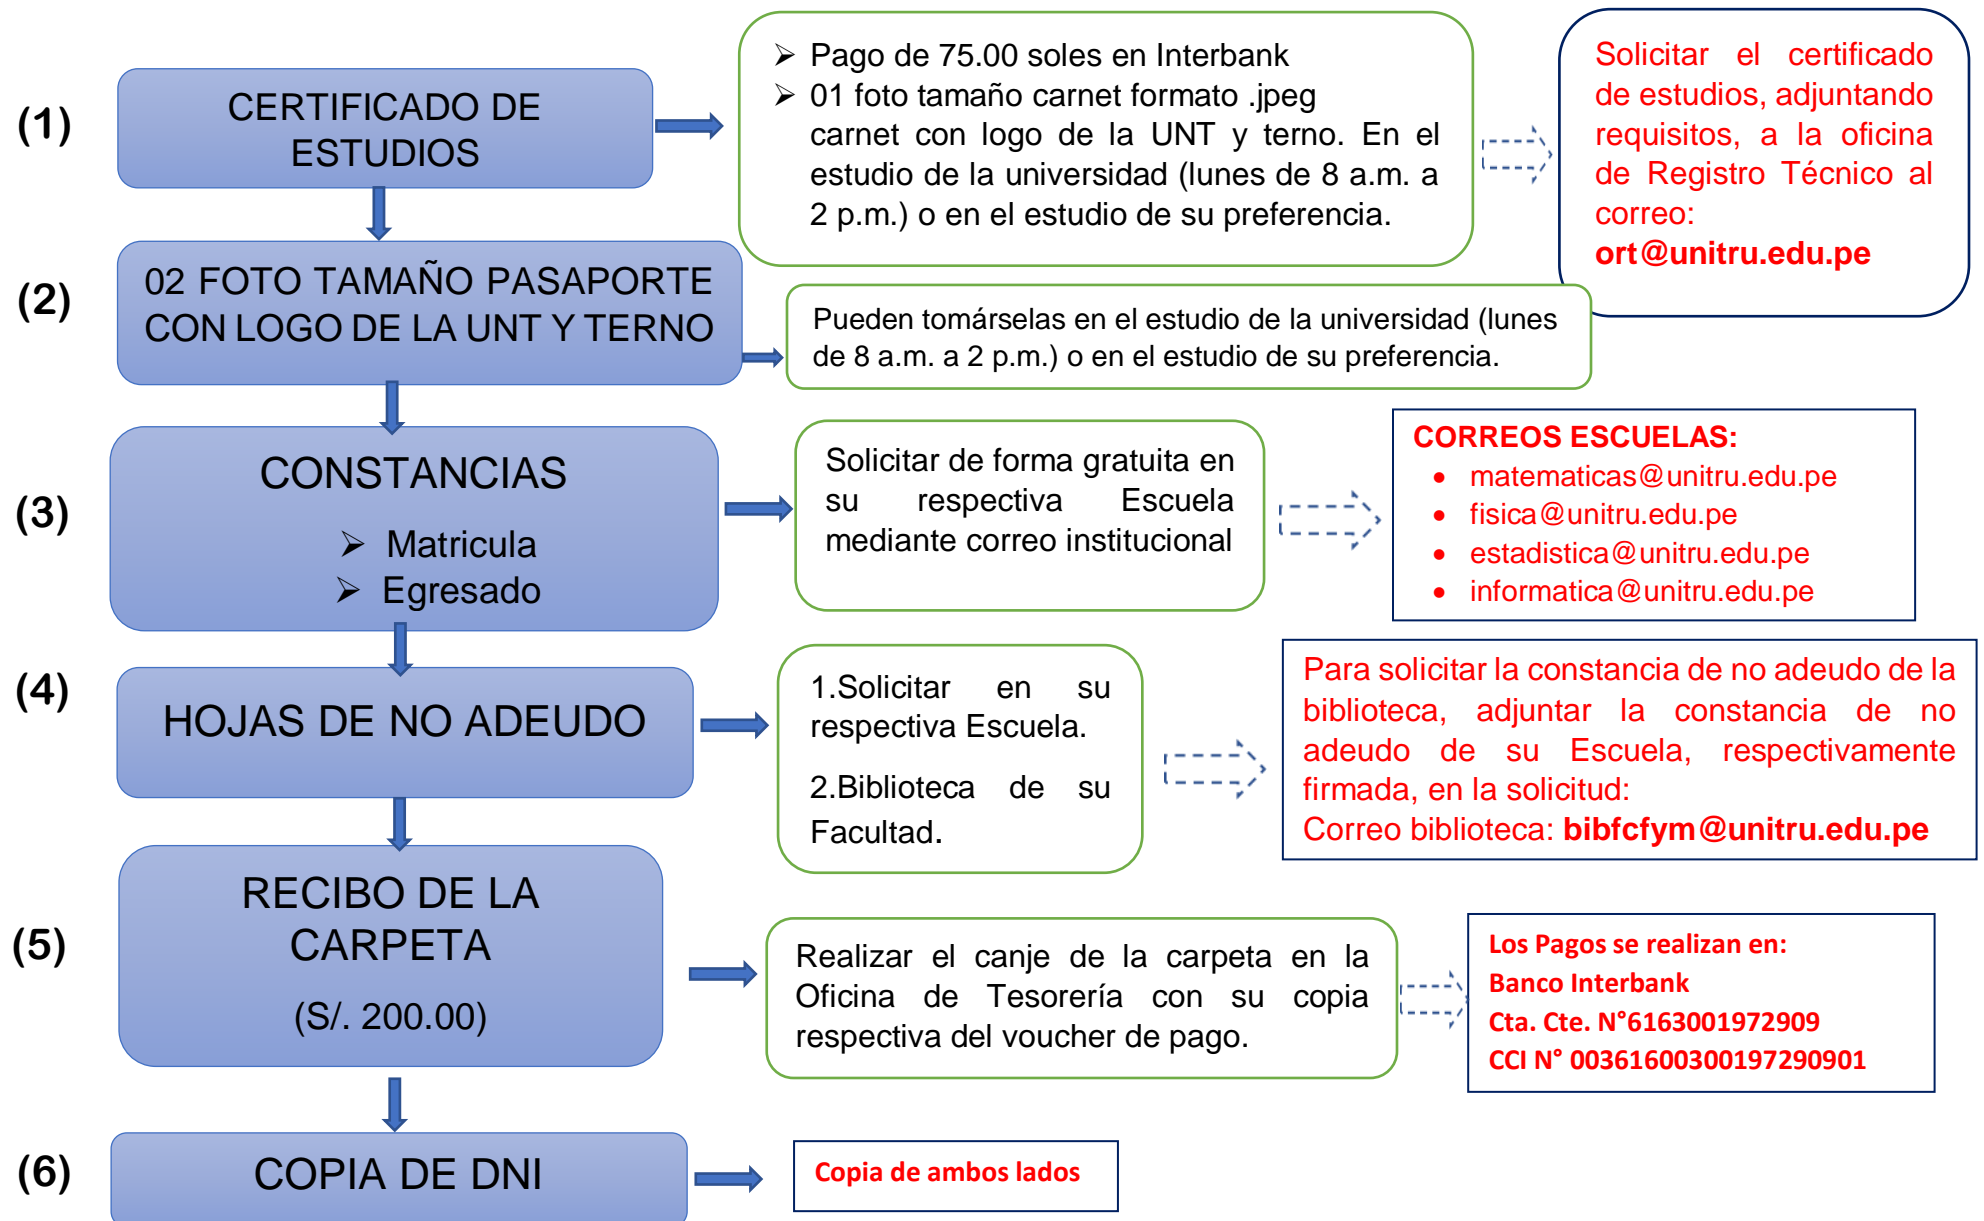 (1)
CERTIFICADO DE
ESTUDIOS
➢ Pago de 75.00 soles en Interbank
➢ 01 foto tamaño carnet formato .jpeg
carnet con logo de la UNT y terno. En el
estudio de la universidad (lunes de 8 a.m. a
2 p.m.) o en el estudio de su preferencia.
Solicitar el certificado
de estudios, adjuntando
requisitos, a la oficina
de Registro Técnico al
correo:
ort@unitru.edu.pe
(2)
02 FOTO TAMAÑO PASAPORTE
CON LOGO DE LA UNT Y TERNO
Pueden tomárselas en el estudio de la universidad (lunes
de 8 a.m. a 2 p.m.) o en el estudio de su preferencia.
(3)
CONSTANCIAS
➢ Matricula
➢ Egresado
Solicitar de forma gratuita en
su respectiva Escuela
mediante correo institucional
CORREOS ESCUELAS:
• matematicas@unitru.edu.pe
• fisica@unitru.edu.pe
• estadistica@unitru.edu.pe
• informatica@unitru.edu.pe
(4)
HOJAS DE NO ADEUDO
1.Solicitar en su
respectiva Escuela.
2.Biblioteca de su
Facultad.
Para solicitar la constancia de no adeudo de la
biblioteca, adjuntar la constancia de no
adeudo de su Escuela, respectivamente
firmada, en la solicitud:
Correo biblioteca: bibfcfym@unitru.edu.pe
(5)
RECIBO DE LA
CARPETA
(S/. 200.00)
Realizar el canje de la carpeta en la
Oficina de Tesorería con su copia
respectiva del voucher de pago.
Los Pagos se realizan en:
Banco Interbank
Cta. Cte. N°6163001972909
CCI N° 00361600300197290901
(6)
COPIA DE DNI
Copia de ambos lados